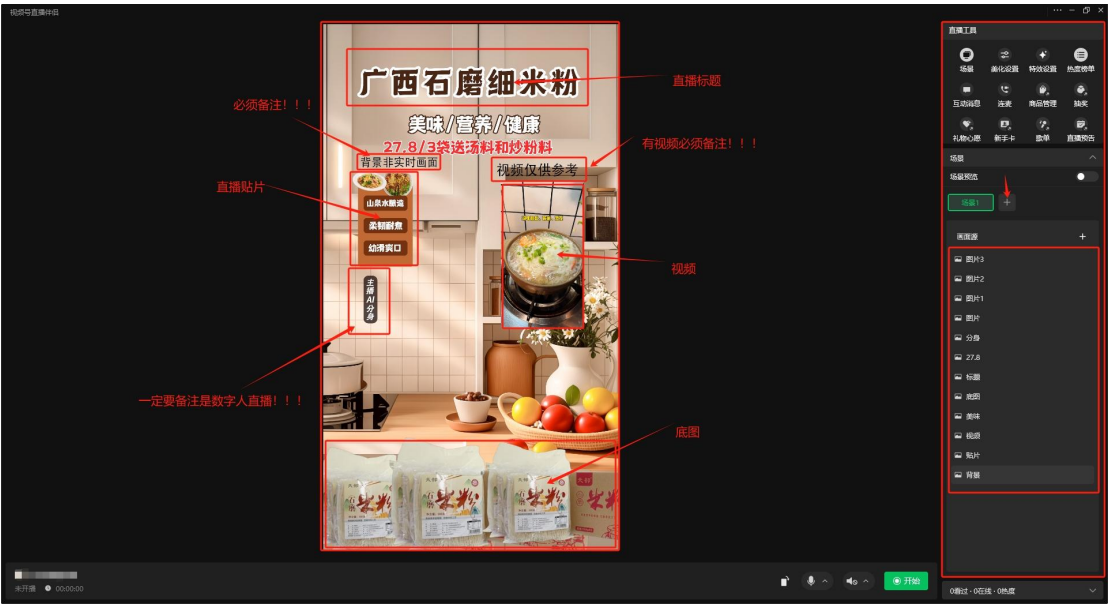 视频号直播伴侣
直播工具
场景
美化设置
特效设置
热度榜单
互动消息
连麦
商品管理
抽奖
礼物心愿
新手卡
歌单
直播预告
场景
场景预览
场景1
画面源
图片3
图片2
图片1
图片
分身
27.8
标题
底图
美味
视频
贴片
背景
广西石磨细米粉
直播标题
必须备注！！！
美味/营养/健康
27.8/3袋送汤料和炒粉料
有视频必须备注！！！
背景非实时画面
视频仅供参考
直播贴片
山泉水酿造
柔韧耐煮
幼滑爽口
视频
主播AI分身
一定要备注是数字人直播！！！
底图
石磨
米粉
米粉
石磨
米粉
米粉
未开播
00:00:00
开始
0看过·0在线·0热度